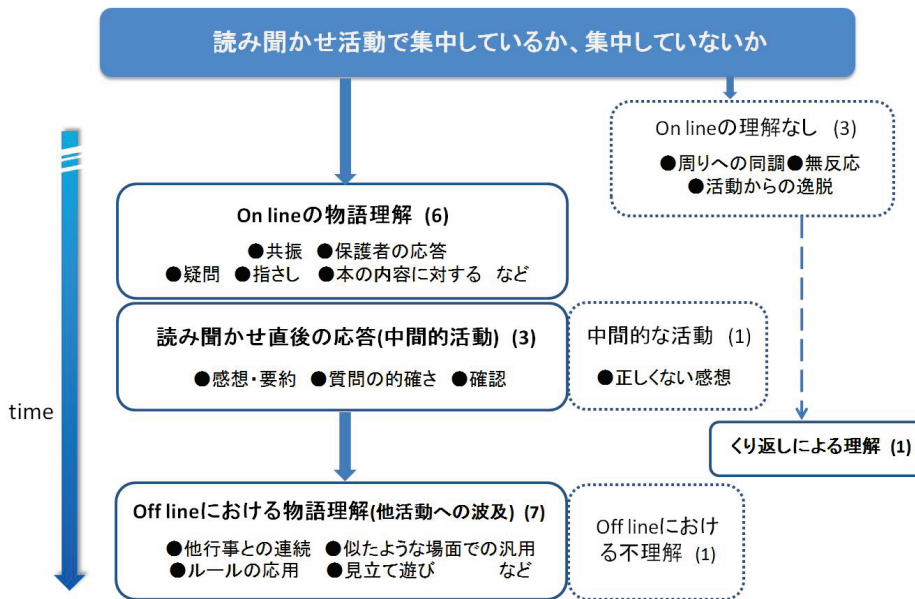 読み聞かせ活動で集中しているか、集中していないか
On lineの理解なし (3)
●周りへの同調●無反応
●活動からの逸脱
On lineの物語理解 (6)
●共振 ●保護者の応答
●疑問 ●指さし ●本の内容に対する など
読み聞かせ直後の応答(中間的活動) (3)
●感想・要約 ●質問の的確さ ●確認
中間的な活動 (1)
●正しくない感想
time
くり返しによる理解 (1)
Off lineにおける物語理解(他活動への波及) (7)
●他行事との連続 ●似たような場面での汎用
●ルールの応用 ●見立て遊び など
Off lineにおけ
る不理解 (1)